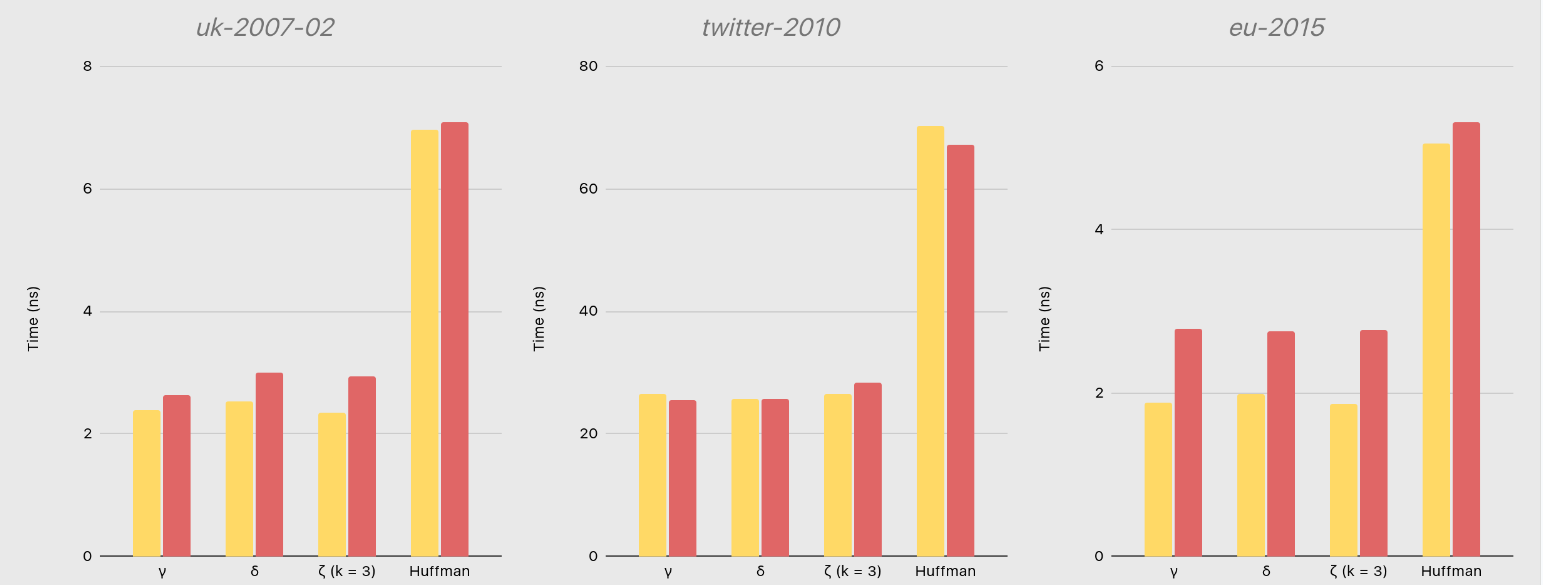 uk-2007-02
8
6
4
2
0
Time (ns)
γ
δ
ζ (k = 3)
Huffman
twitter-2010
80
60
40
20
0
Time (ns)
γ
δ
ζ (k = 3)
Huffman
eu-2015
6
4
2
0
Time (ns)
γ
δ
ζ (k = 3)
Huffman